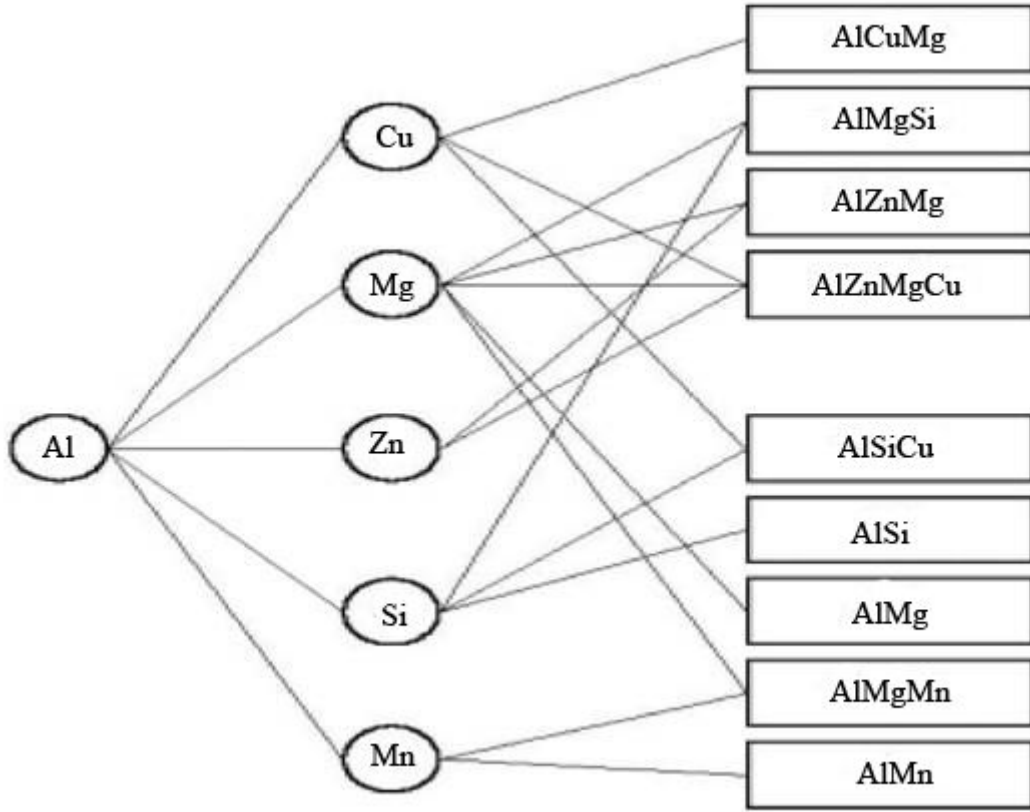 Al
Cu
Mg
Zn
Si
Mn
AlCuMg
AlMgSi
AlZnMg
AlZnMgCu
AlSiCu
AlSi
AlMg
AlMgMn
AlMn